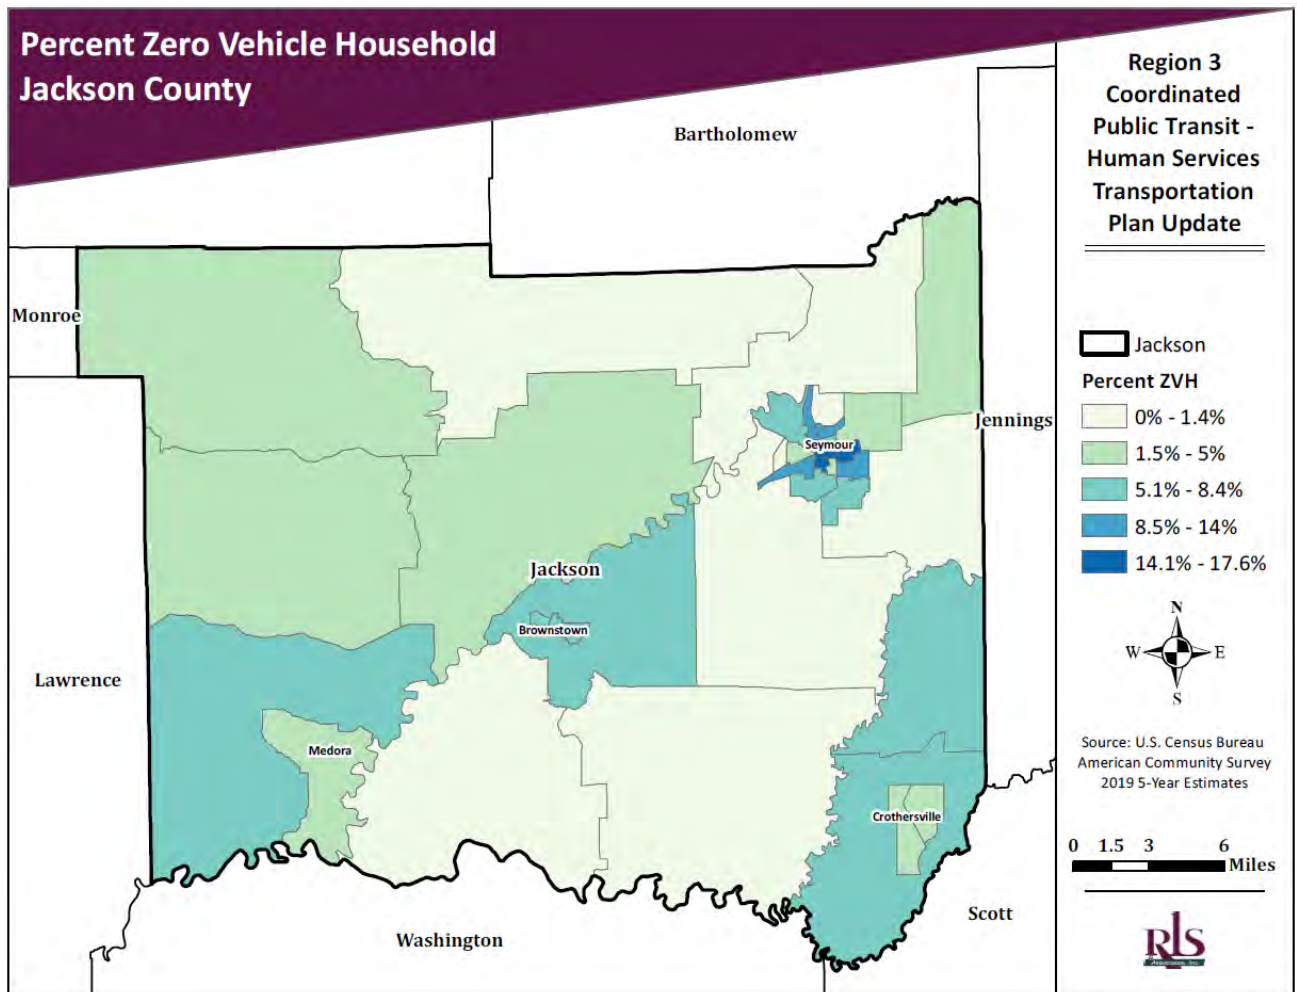 Percent Zero Vehicle Household
Jackson County
Region 3
Coordinated
Public Transit -
Human Services
Transportation
Plan Update
Bartholomew
Monroe
Jackson
Percent ZVH
0% - 1.4%
1.5% - 5%
5.1% - 8.4%
8.5% - 14%
14.1% - 17.6%
Jennings
Seymour
Jackson
Brownstown
N
W E
S
Lawrence
Medora
Source: U.S. Census Bureau
American Community Survey
2019 5-Year Estimates
Crothersville
0 1.5 3 6
Miles
Scott
Washington
RLS